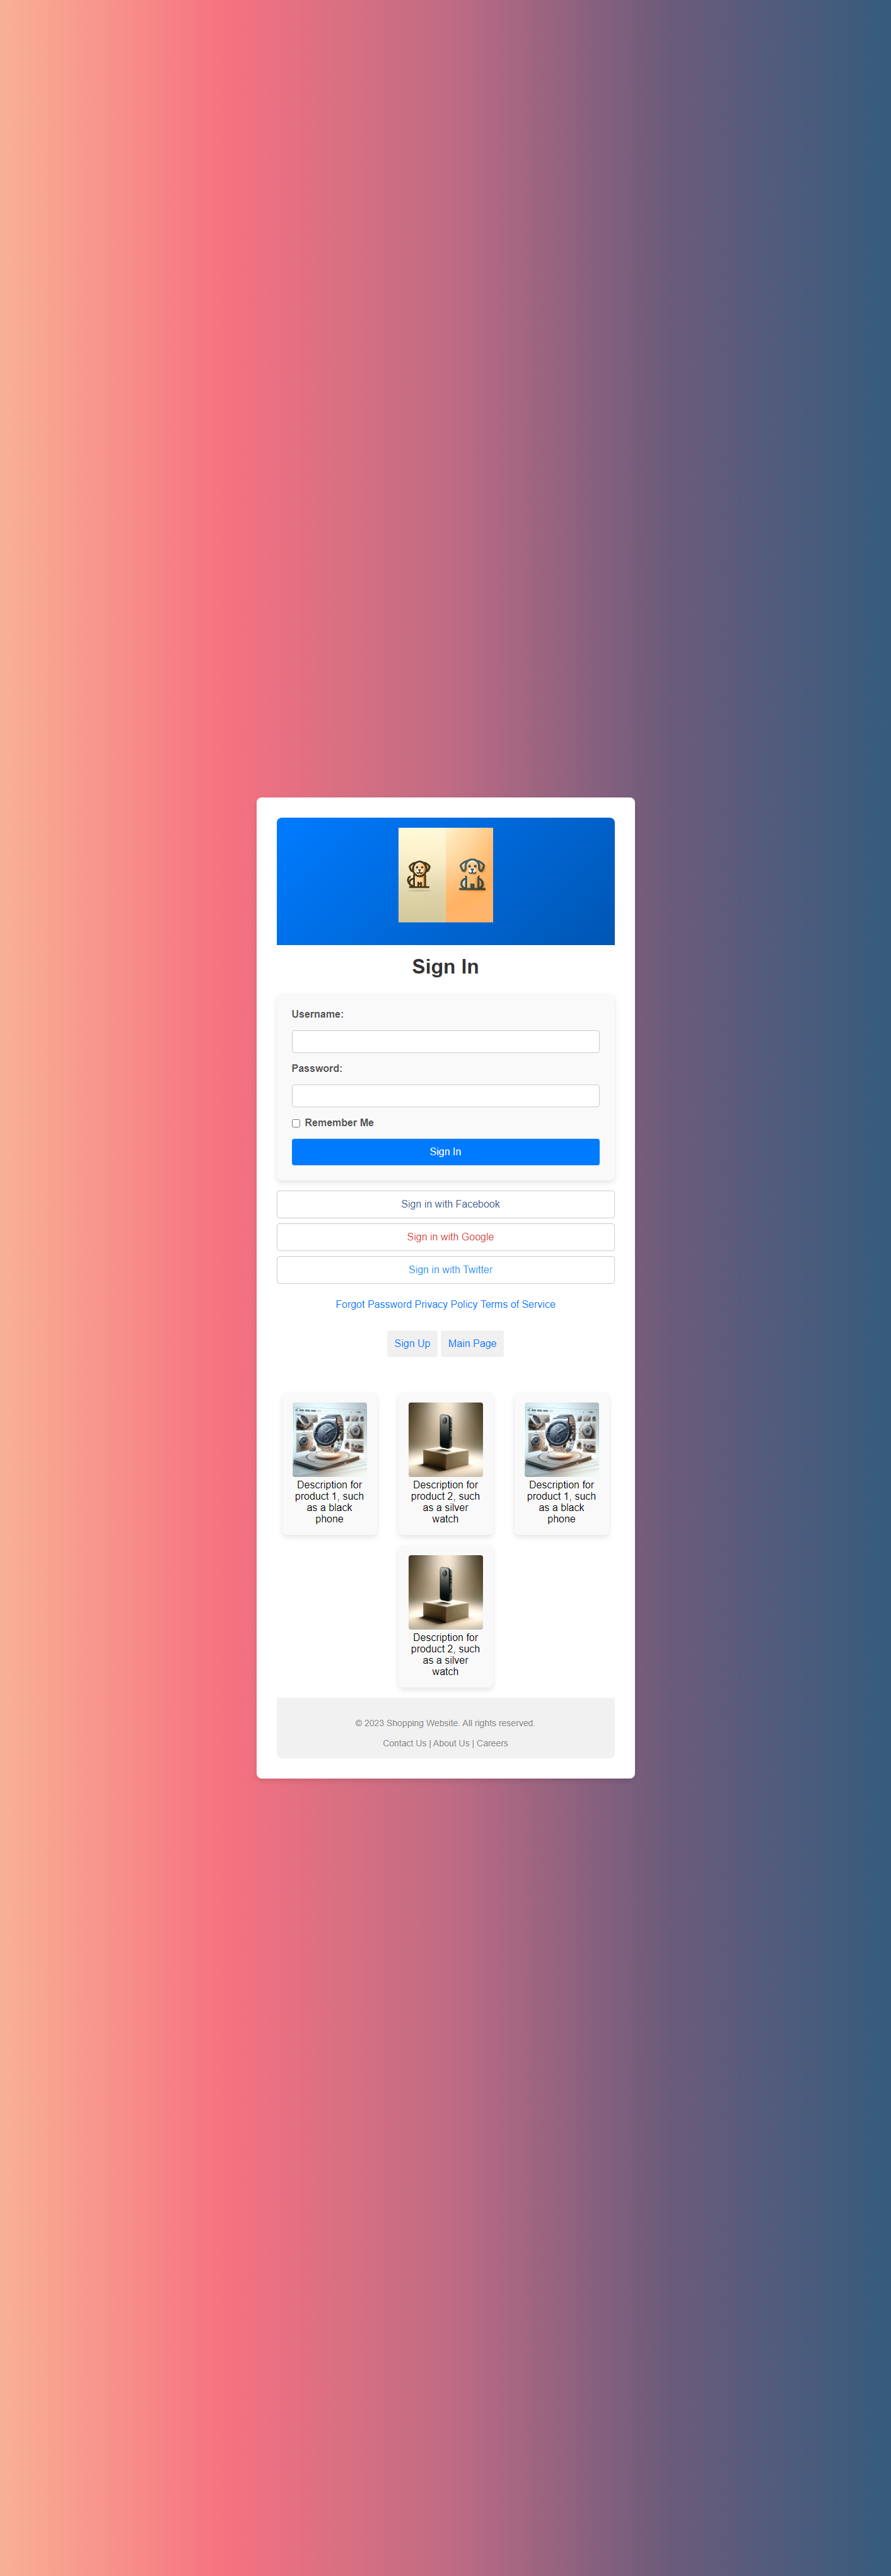 Sign In
Username:
Password:
Remember Me
Sign In
Sign in with Facebook
Sign in with Google
Sign in with Twitter
Forgot Password Privacy Policy Terms of Service
Sign Up Main Page
Description for
product 1, such
as a black
phone
Description for
product 2, such
as a silver
watch
Description for
product 1, such
as a black
phone
Description for
product 2, such
as a silver
watch
© 2023 Shopping Website. All rights reserved.
Contact Us | About Us | Careers